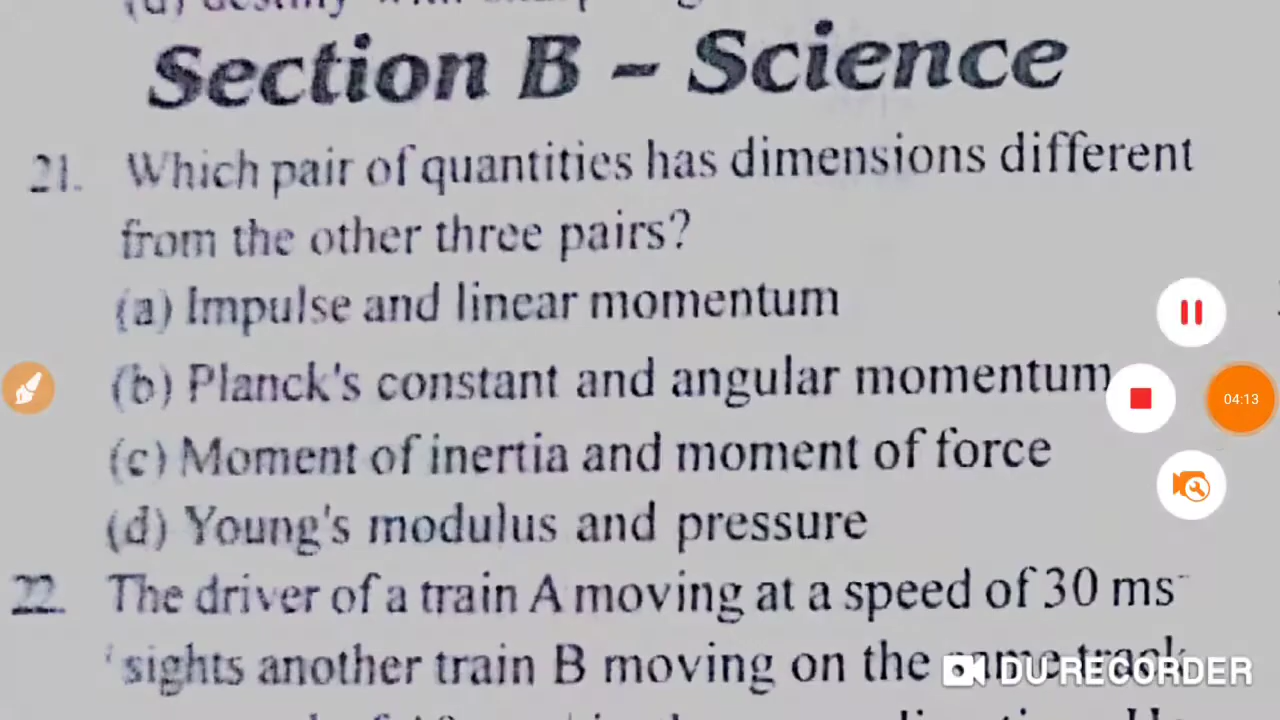 Section B – Science
21. Which pair of quantities has dimensions different
from the other three pairs?
(a) Impulse and linear momentum
(b) Planck's constant and angular momentum
(c) Moment of inertia and moment of force
(d) Young's modulus and pressure
22. The driver of a train A moving at a speed of 30 ms⁻
sights another train B moving on the same track
04:13
DU RECORDER